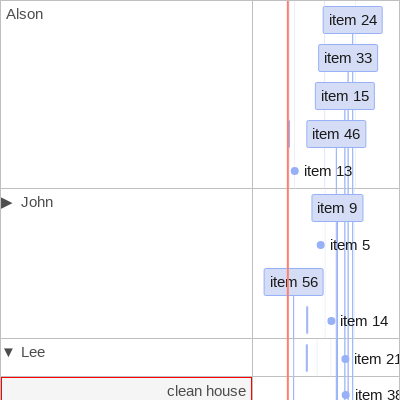 Alson
item 24
item 33
item 15
item 46
item 13
▶ John
item 9
item 5
item 56
item 14
▼ Lee
item 21
clean house
item 38